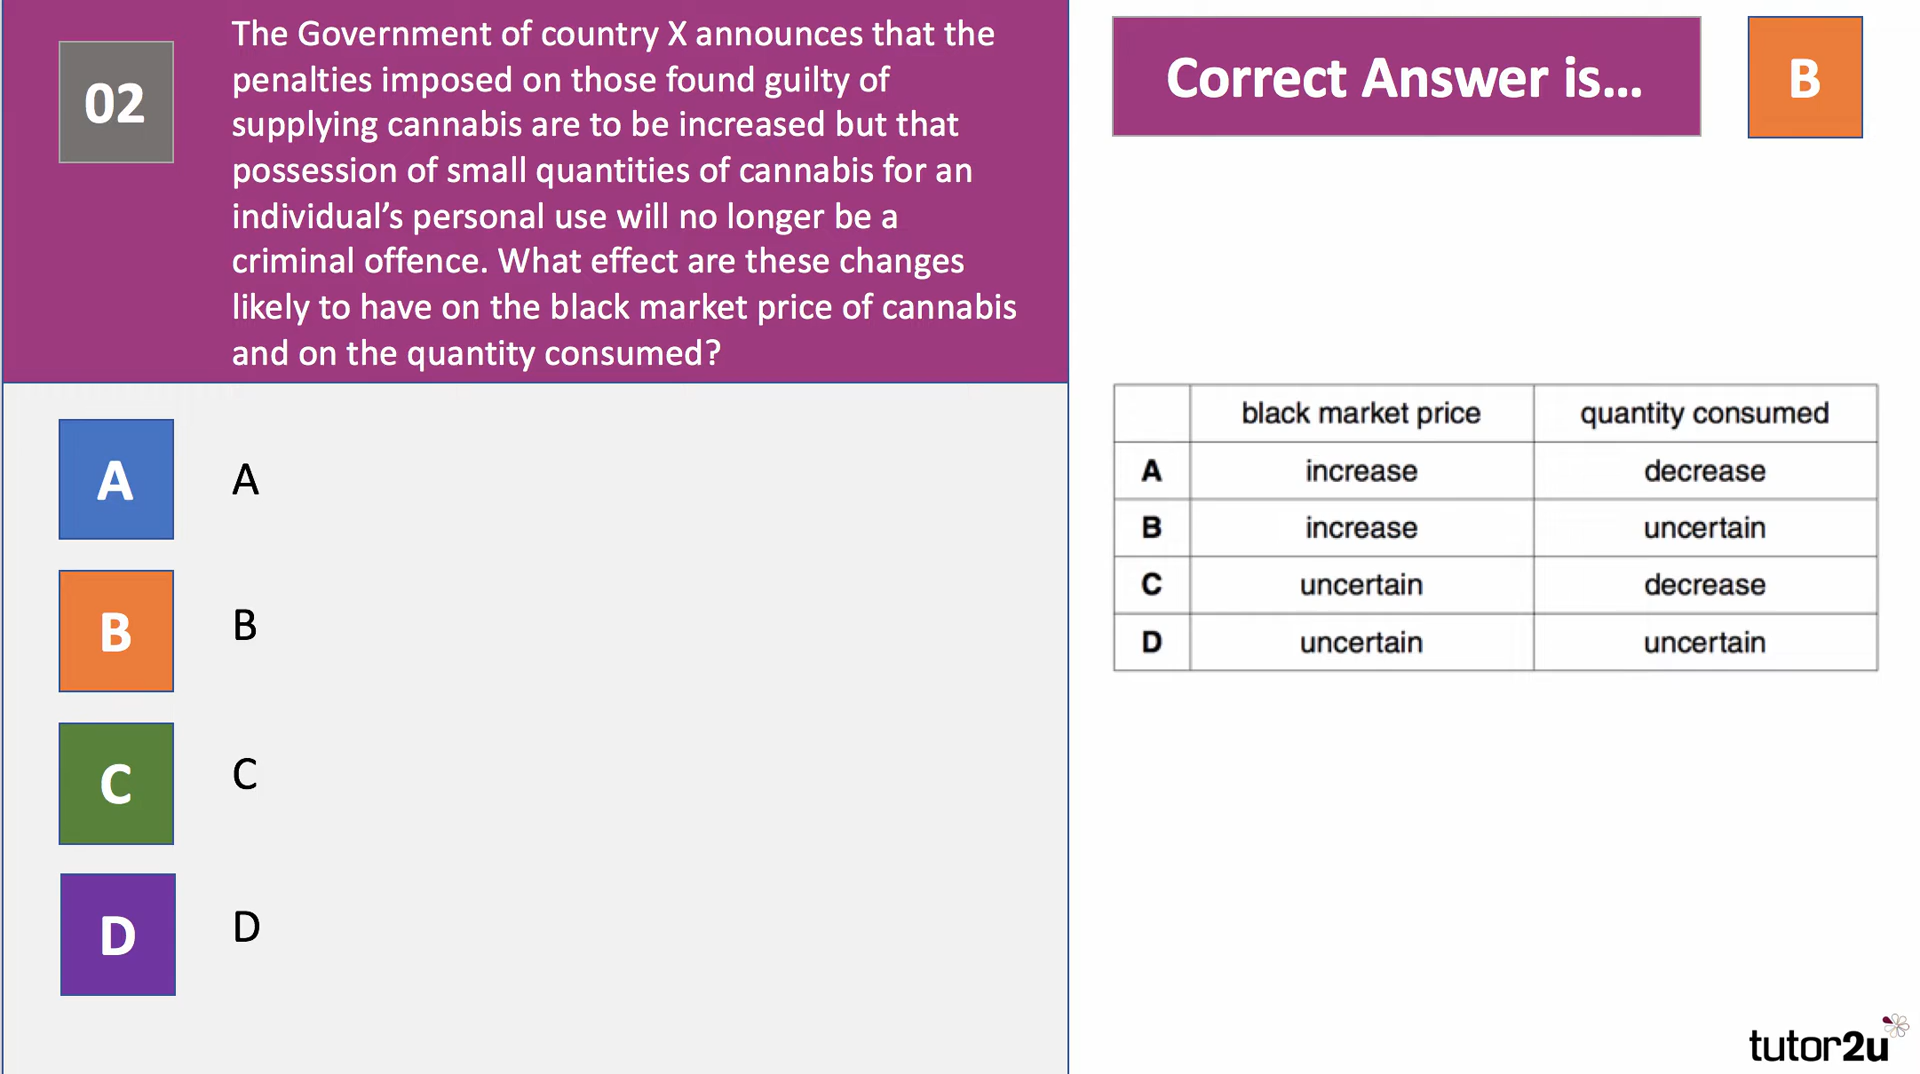 02
The Government of country X announces that the
penalties imposed on those found guilty of
supplying cannabis are to be increased but that
possession of small quantities of cannabis for an
individual’s personal use will no longer be a
criminal offence. What effect are these changes
likely to have on the black market price of cannabis
and on the quantity consumed?
A A
B B
C C
D D
Correct Answer is... B
black market price quantity consumed
A increase decrease
B increase uncertain
C uncertain decrease
D uncertain uncertain
tutor2u